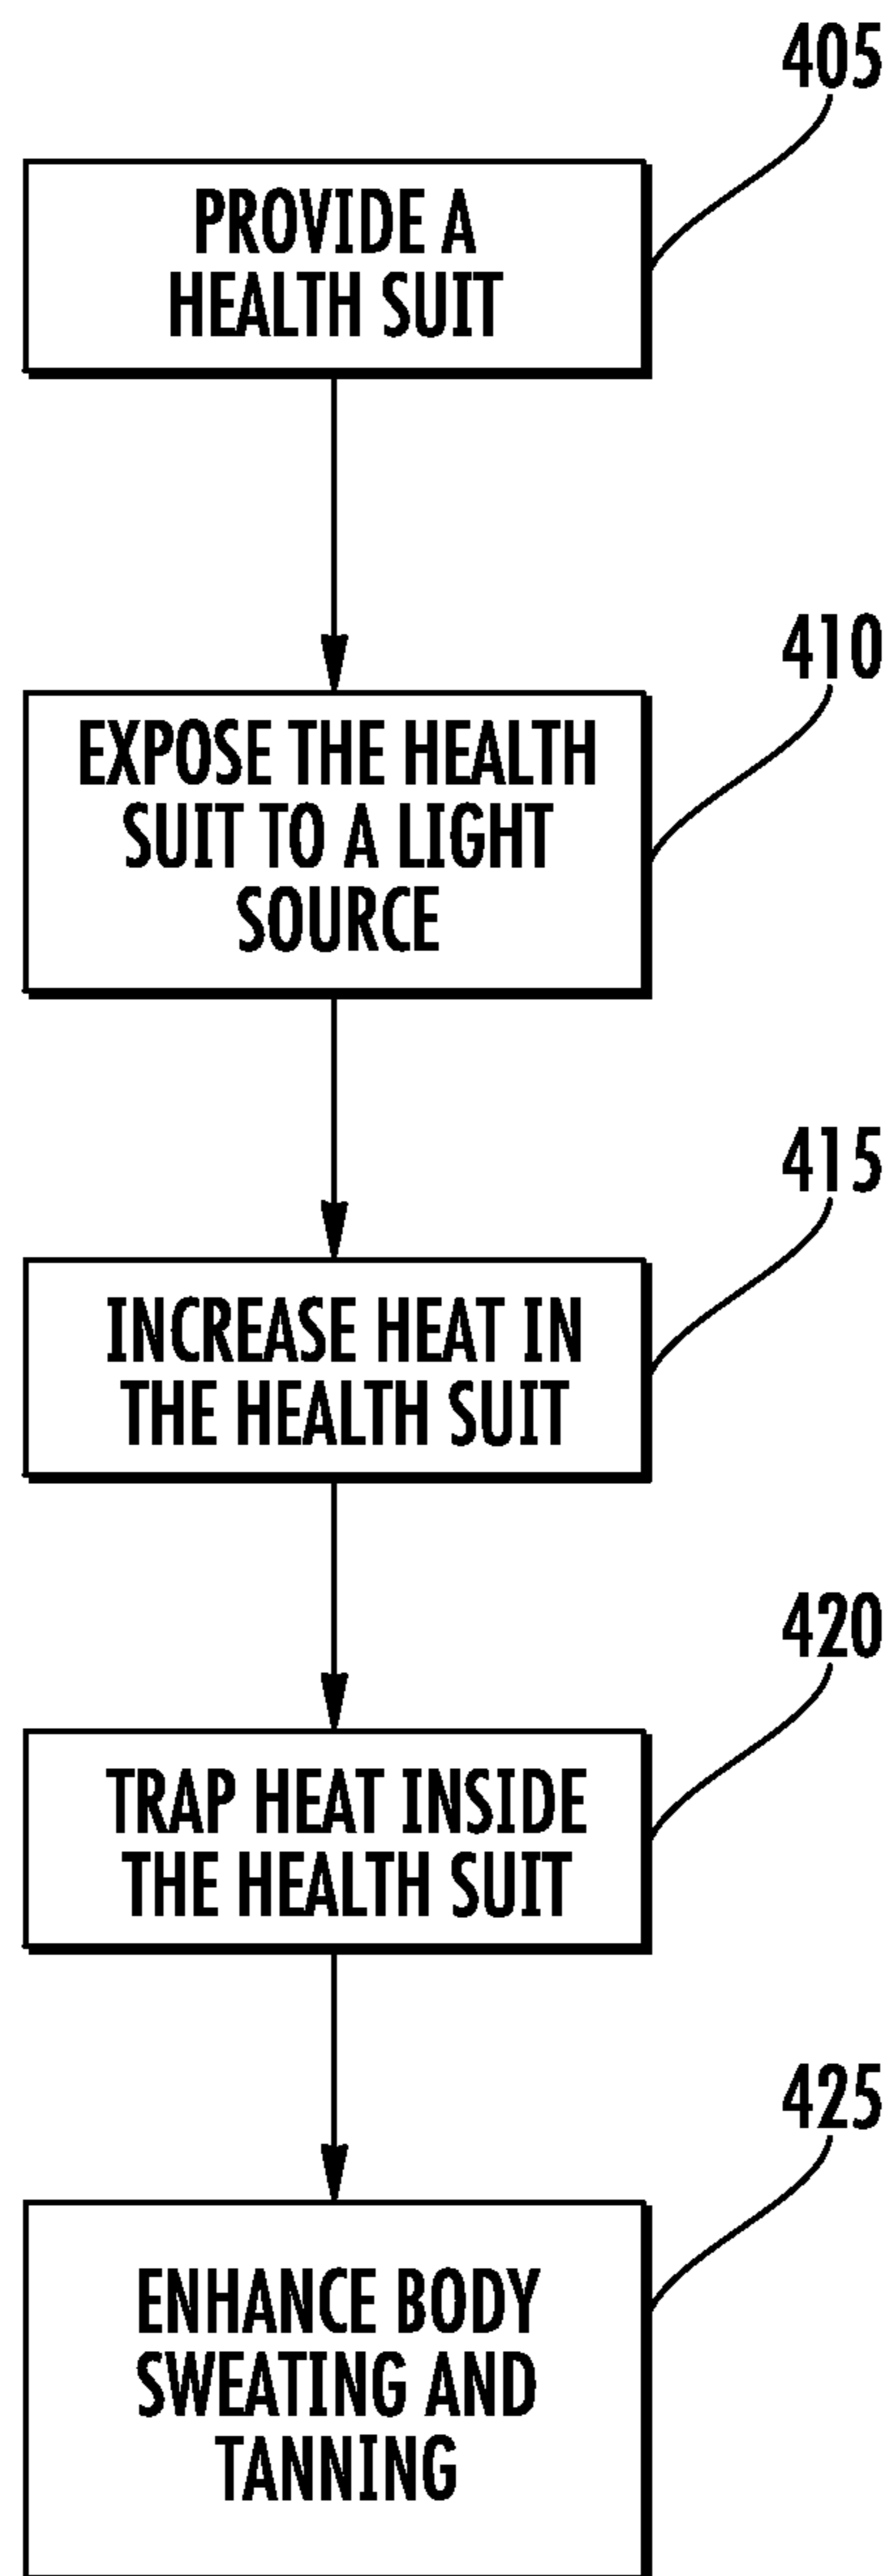 405
PROVIDE A
HEALTH SUIT
410
EXPOSE THE HEALTH
SUIT TO A LIGHT
SOURCE
415
INCREASE HEAT IN
THE HEALTH SUIT
420
TRAP HEAT INSIDE
THE HEALTH SUIT
425
ENHANCE BODY
SWEATING AND
TANNING